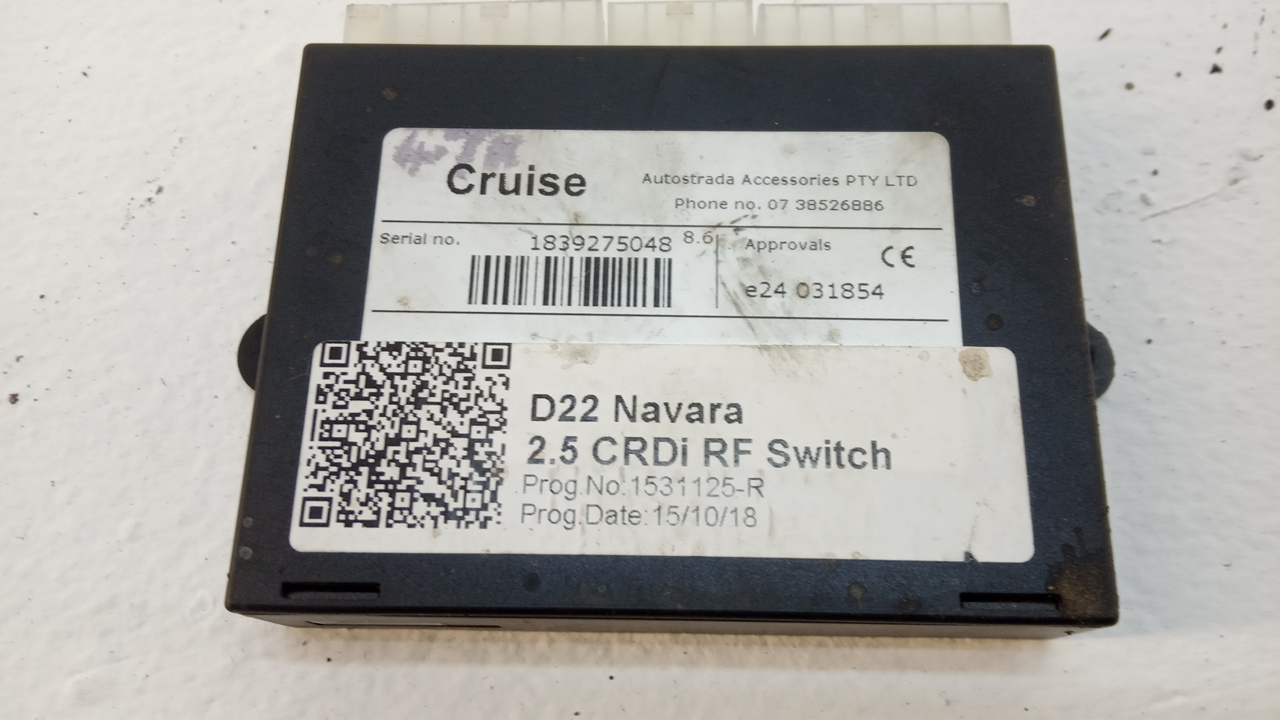 Cruise
Autostrada Accessories PTY LTD
Phone no. 07 38526886
Serial no. 1839275048 8.6
Approvals CE
e24 031854
D22 Navara
2.5 CRDi RF Switch
Prog.No:1531125-R
Prog.Date:15/10/18